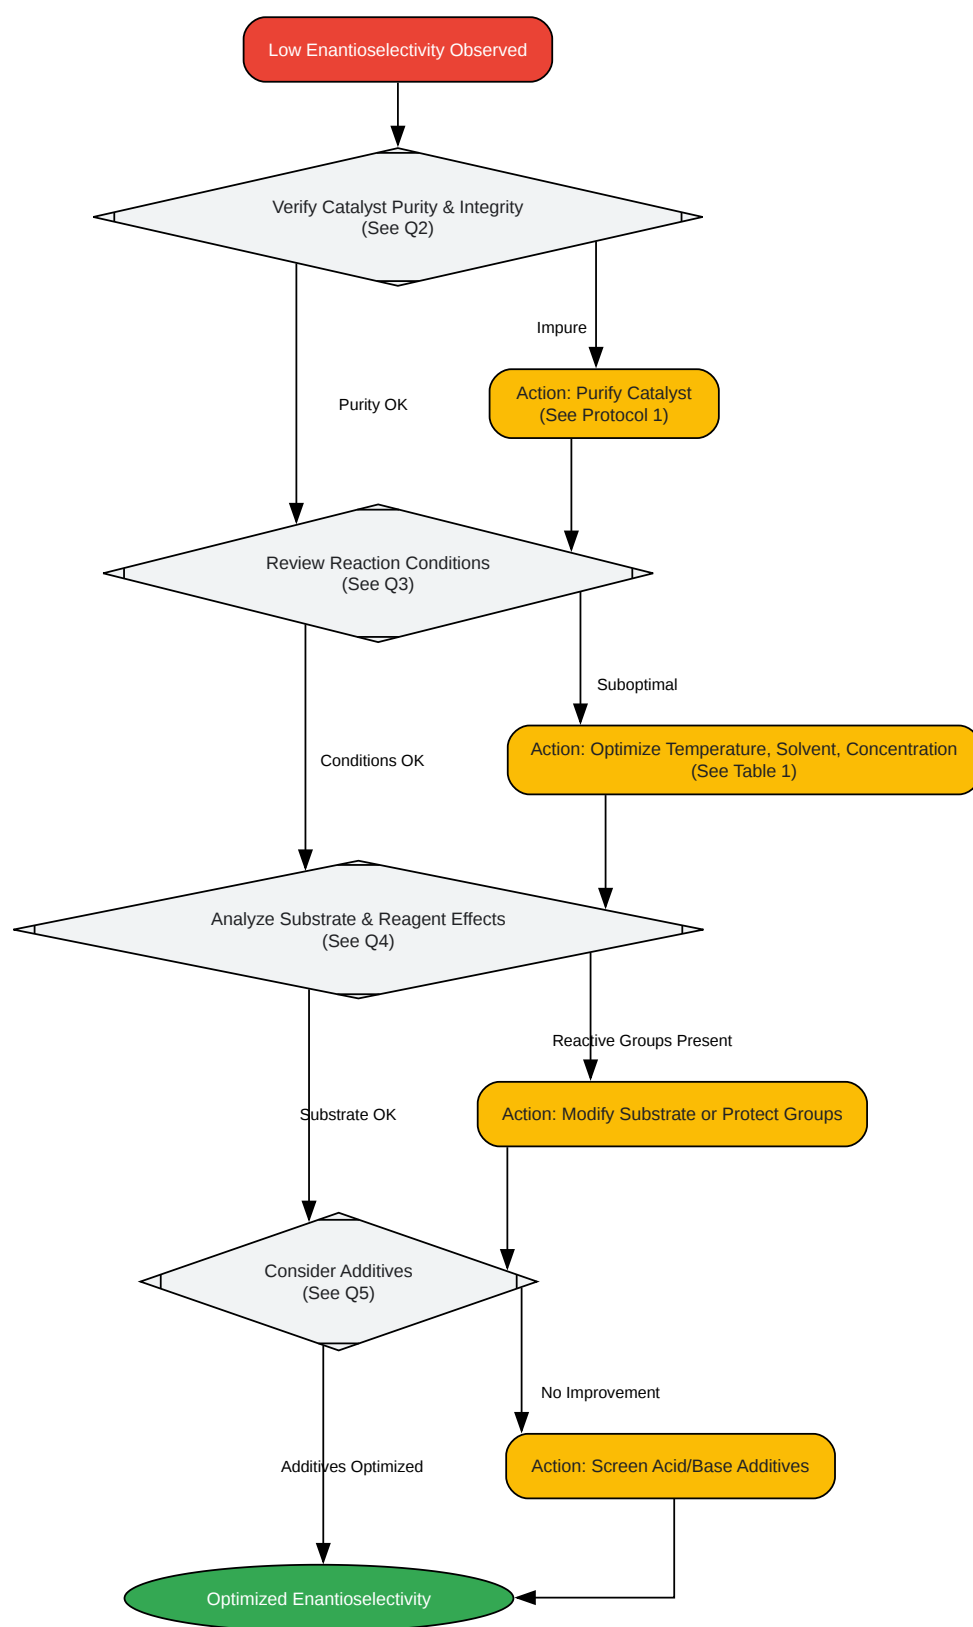 Low Enantioselectivity Observed
Verify Catalyst Purity & Integrity
(See Q2)
Impure
Action: Purify Catalyst
(See Protocol 1)
Purity OK
Review Reaction Conditions
(See Q3)
Suboptimal
Action: Optimize Temperature, Solvent, Concentration
(See Table 1)
Conditions OK
Analyze Substrate & Reagent Effects
(See Q4)
Reactive Groups Present
Action: Modify Substrate or Protect Groups
Substrate OK
Consider Additives
(See Q5)
No Improvement
Action: Screen Acid/Base Additives
Additives Optimized
Optimized Enantioselectivity